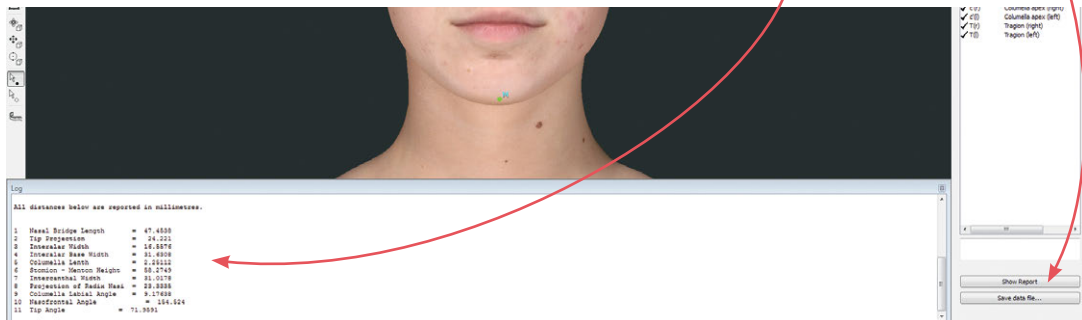 c'(r) Columella apex (right)
c'(l) Columella apex (left)
T(r) Tragion (right)
T(l) Tragion (left)
Log
All distances below are reported in millimetres.
1 Nasal Bridge Length = 47.4538
2 Tip Projection = 24.221
3 Interalar Width = 16.5576
4 Interalar Base Width = 31.6308
5 Columella Lenth = 2.25112
6 Stomion - Menton Height = 58.2749
7 Intercanthal Width = 31.0178
8 Projection of Radix Nasi = 23.3335
9 Columella Labial Angle = 9.17638
10 Nasofrontal Angle = 154.524
11 Tip Angle = 71.9891
Show Report
Save data file...